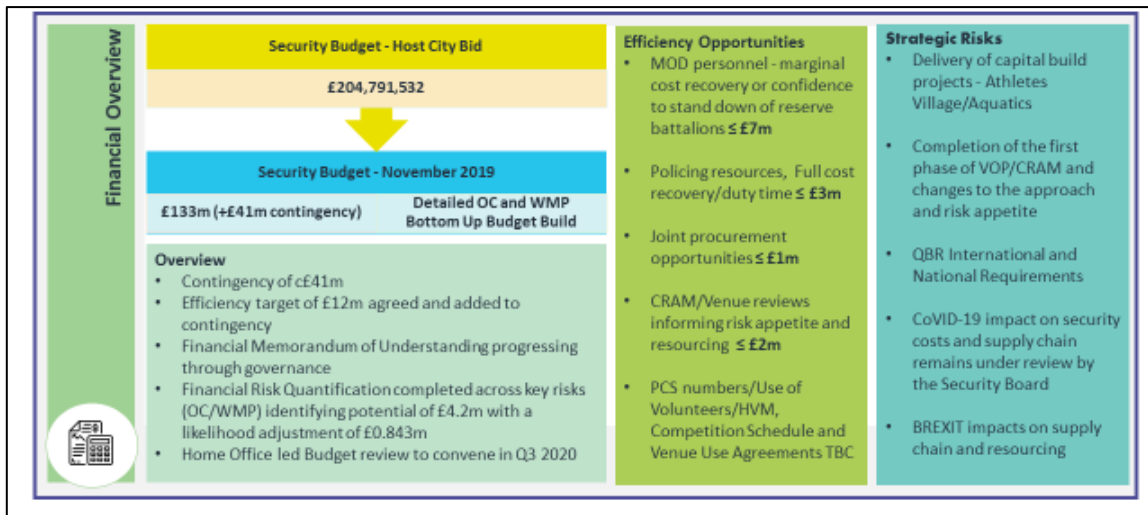 Financial Overview
Security Budget - Host City Bid
£204,791,532
Security Budget - November 2019
£133m (+£41m contingency)
Detailed OC and WMP
Bottom Up Budget Build
Overview
• Contingency of c£41m
• Efficiency target of £12m agreed and added to
contingency
• Financial Memorandum of Understanding progressing
through governance
• Financial Risk Quantification completed across key risks
(OC/WMP) identifying potential of £4.2m with a
likelihood adjustment of £0.843m
• Home Office led Budget review to convene in Q3 2020
Efficiency Opportunities
• MOD personnel - marginal
cost recovery or confidence
to stand down of reserve
battalions ≤ £7m
• Policing resources, Full cost
recovery/duty time ≤ £3m
• Joint procurement
opportunities ≤ £1m
• CRAM/Venue reviews
informing risk appetite and
resourcing ≤ £2m
• PCS numbers/Use of
Volunteers/HVM,
Competition Schedule and
Venue Use Agreements TBC
Strategic Risks
• Delivery of capital build
projects - Athletes
Village/Aquatics
• Completion of the first
phase of VOP/CRAM and
changes to the approach
and risk appetite
• QBR International and
National Requirements
• CoVID-19 impact on security
costs and supply chain
remains under review by
the Security Board
• BREXIT impacts on supply
chain and resourcing